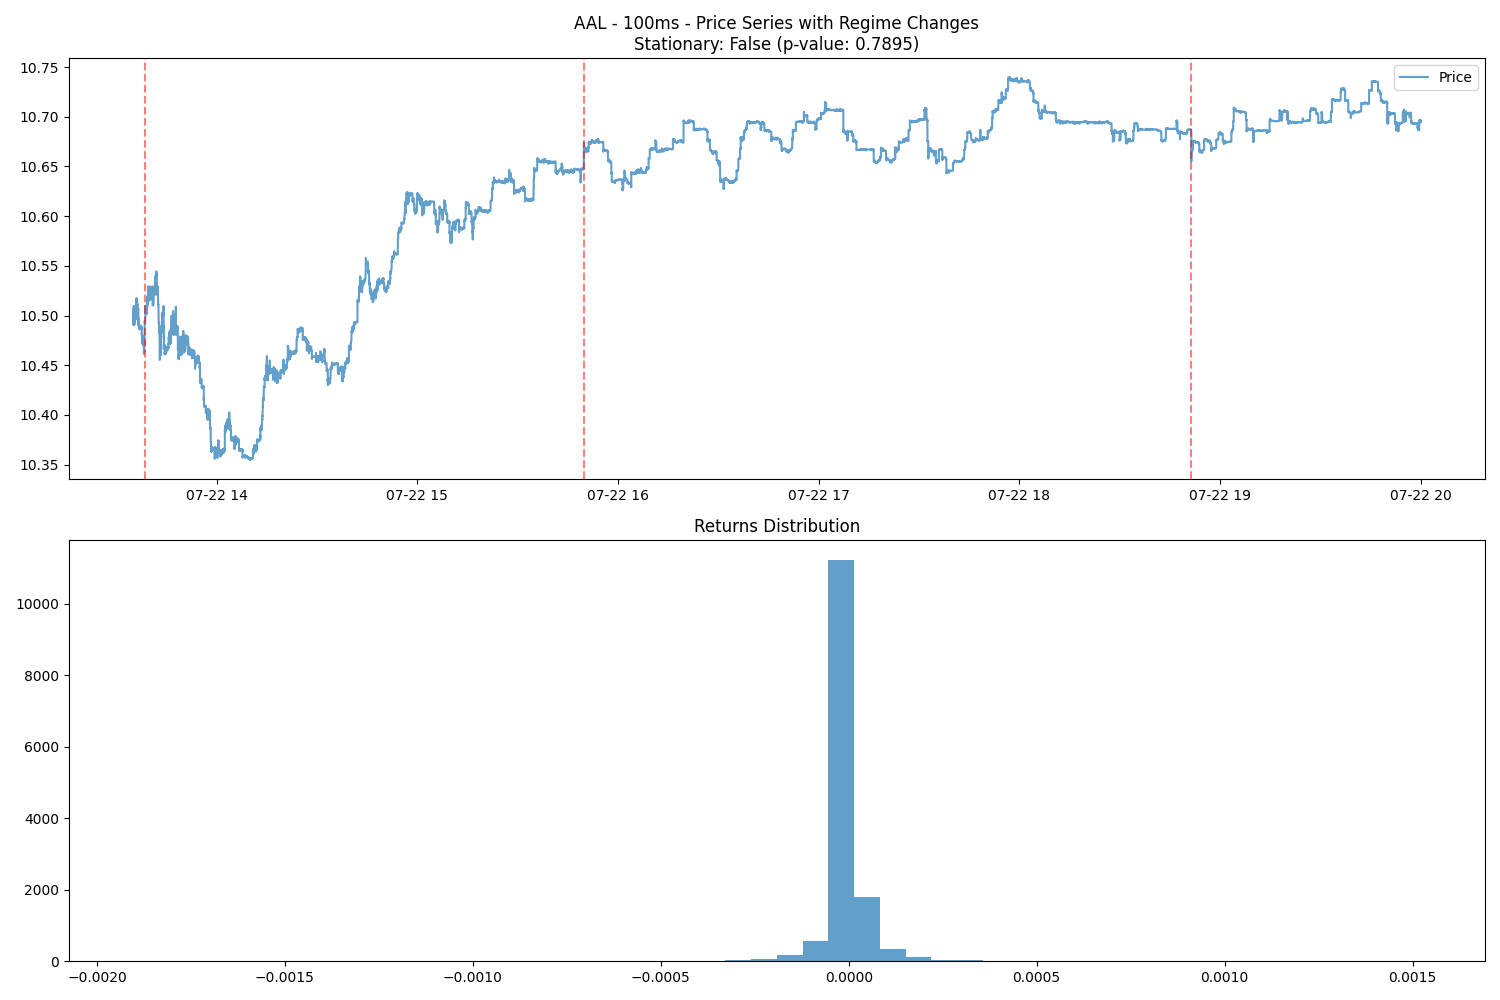 AAL - 100ms - Price Series with Regime Changes
Stationary: False (p-value: 0.7895)
Price
10.75
10.70
10.65
10.60
10.55
10.50
10.45
10.40
10.35
07-22 14 07-22 15 07-22 16 07-22 17 07-22 18 07-22 19 07-22 20
Returns Distribution
10000
8000
6000
4000
2000
0
−0.0020 −0.0015 −0.0010 −0.0005 0.0000 0.0005 0.0010 0.0015